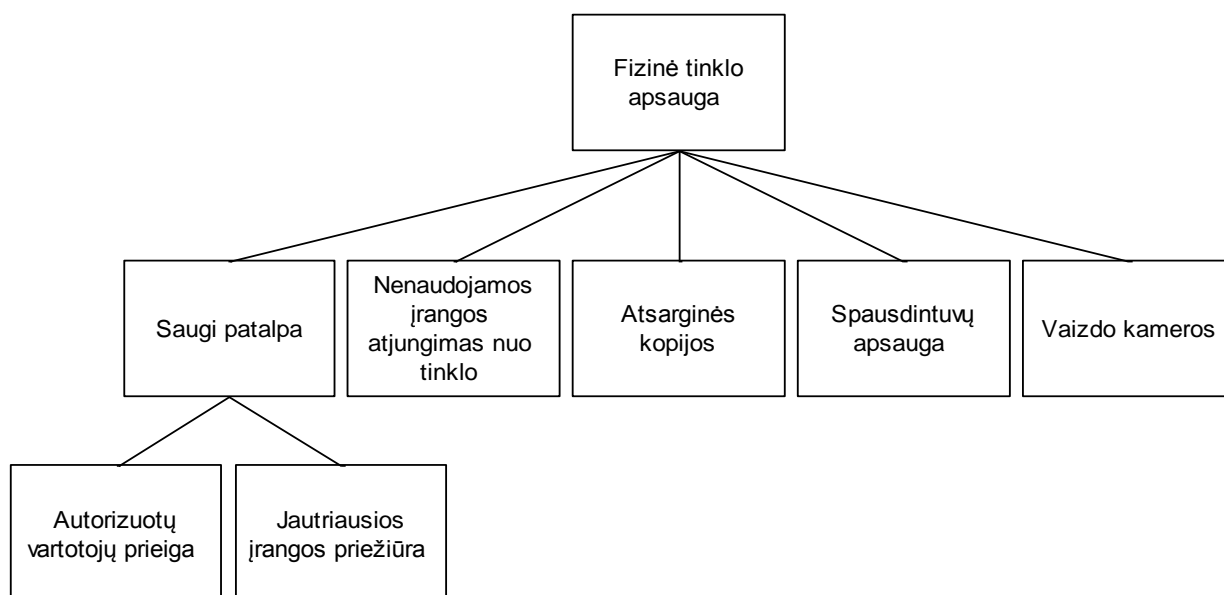 Fizinė tinklo
apsauga
Saugi patalpa
Nenaudojamos
įrangos
atjungimas nuo
tinklo
Atsarginės
kopijos
Spausdintuvų
apsauga
Vaizdo kameros
Autorizuotų
vartotojų prieiga
Jautriausios
įrangos priežiūra